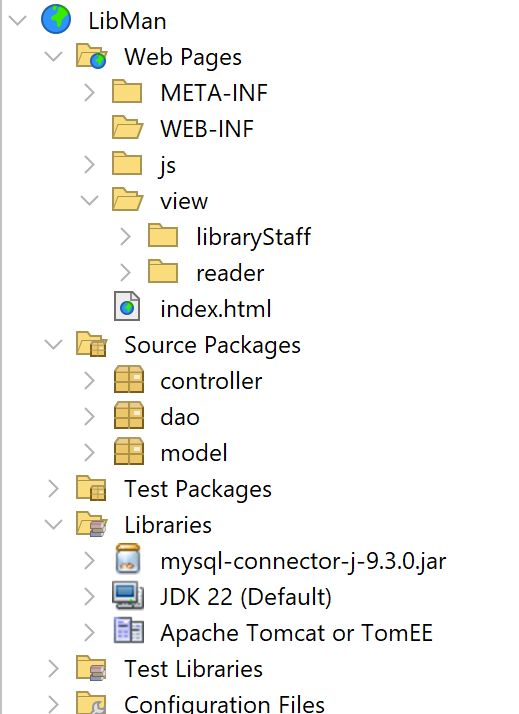 LibMan
Web Pages
META-INF
WEB-INF
js
view
libraryStaff
reader
index.html
Source Packages
controller
dao
model
Test Packages
Libraries
mysql-connector-j-9.3.0.jar
JDK 22 (Default)
Apache Tomcat or TomEE
Test Libraries
Configuration Files